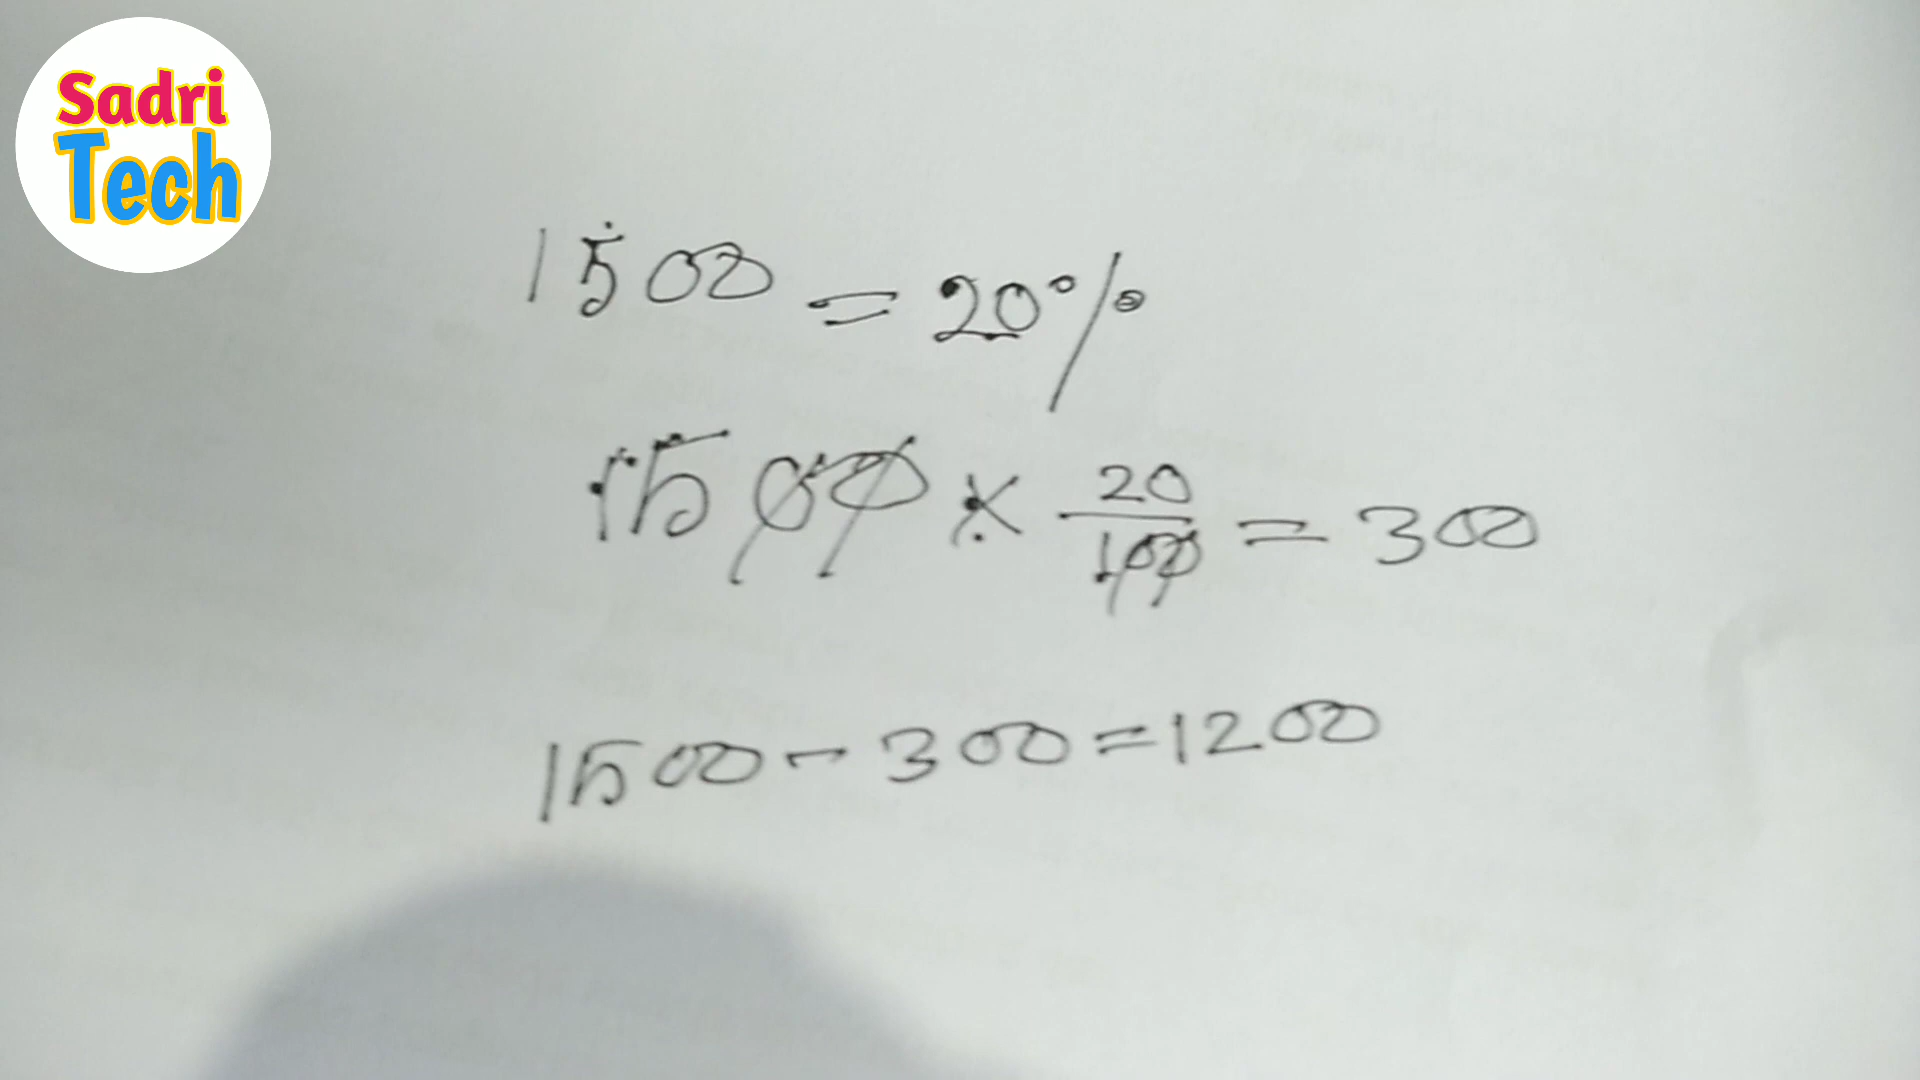 Sadri
Tech
1500 = 20%
1500 × 20/100 = 300
1500 - 300 = 1200